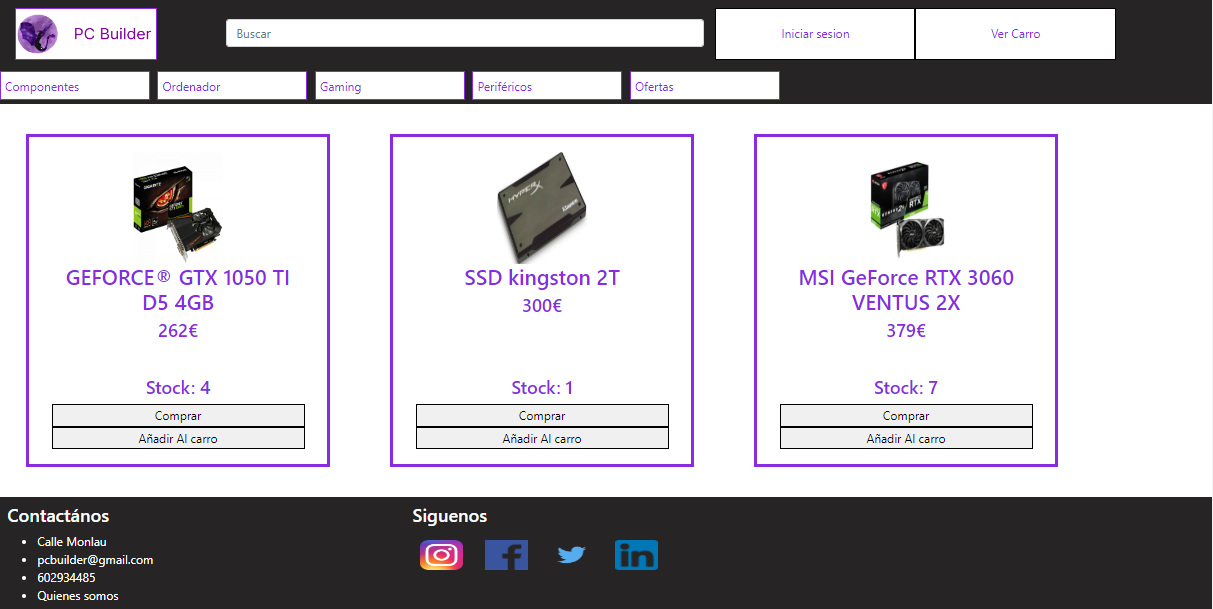 PC Builder
Buscar
Iniciar sesion
Ver Carro
Componentes
Ordenador
Gaming
Periféricos
Ofertas
HYPERX
GEFORCE® GTX 1050 TI
D5 4GB
262€
Stock: 4
Comprar
Añadir Al carro
SSD kingston 2T
300€
Stock: 1
Comprar
Añadir Al carro
RTX
MSI GeForce RTX 3060
VENTUS 2X
379€
Stock: 7
Comprar
Añadir Al carro
Contactános
Calle Monlau
pcbuilder@gmail.com
602934485
Quienes somos
Siguenos
f
in